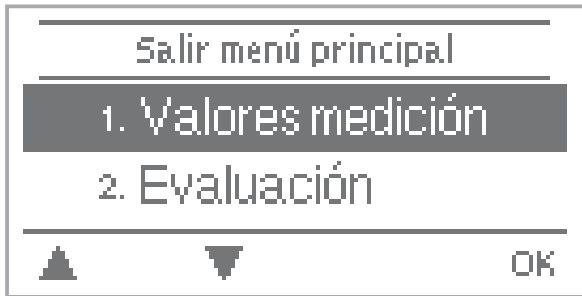 Salir menú principal
1. Valores medición
2. Evaluación
OK